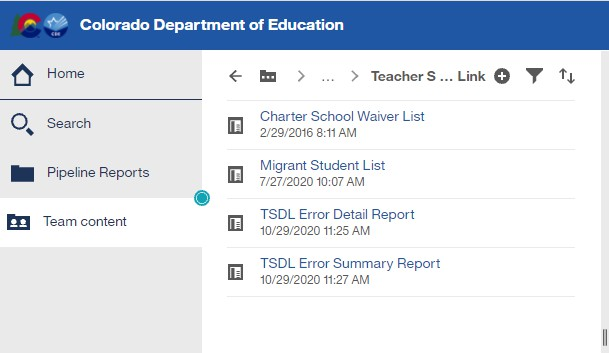 Colorado Department of Education
Home
Search
Pipeline Reports
Team content
... Teacher S ... Link
Charter School Waiver List
2/29/2016 8:11 AM
Migrant Student List
7/27/2020 10:07 AM
TSDL Error Detail Report
10/29/2020 11:25 AM
TSDL Error Summary Report
10/29/2020 11:27 AM